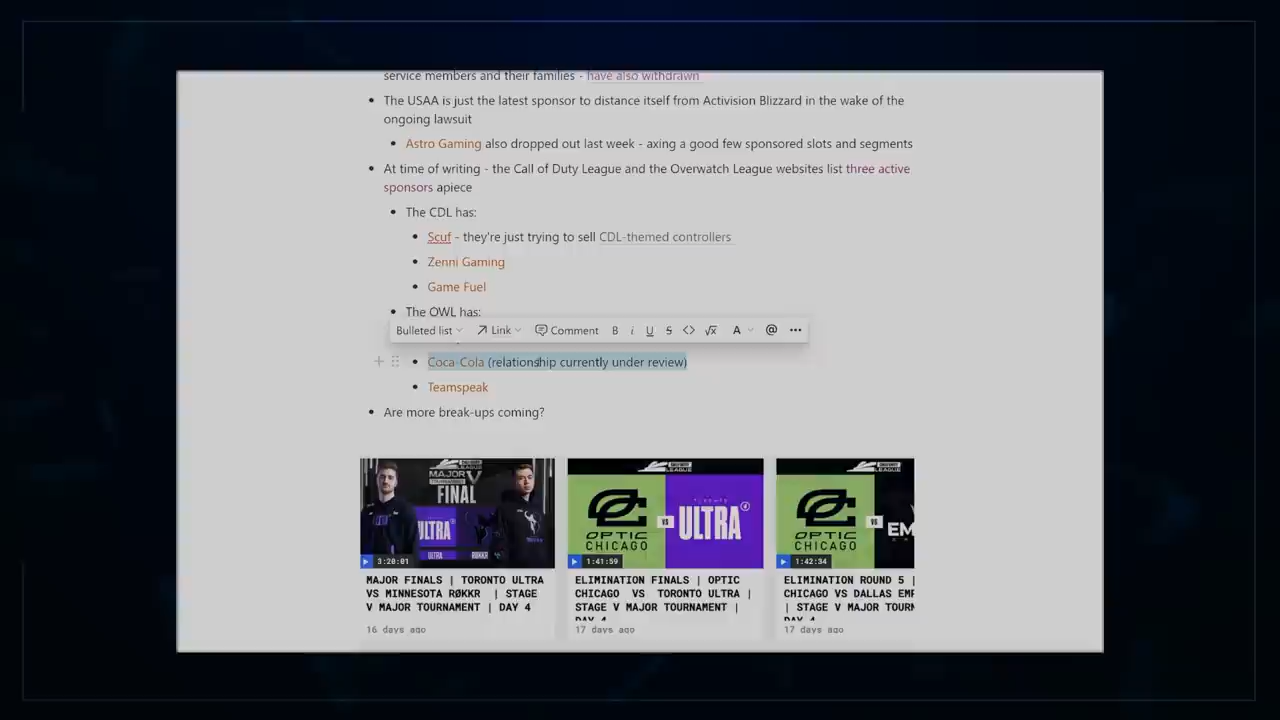 service members and their families - have also withdrawn
The USAA is just the latest sponsor to distance itself from Activision Blizzard in the wake of the
ongoing lawsuit
Astro Gaming also dropped out last week - axing a good few sponsored slots and segments
At time of writing - the Call of Duty League and the Overwatch League websites list three active
sponsors apiece
The CDL has:
Scuf - they're just trying to sell CDL-themed controllers
Zenni Gaming
Game Fuel
The OWL has:
Bulleted list Link Comment B i U S <> √x A @ •••
Coca-Cola (relationship currently under review)
Teamspeak
Are more break-ups coming?
MAJOR V
FINAL
ULTRA
ULTRA RØKKR
3:20:01
OPTIC
CHICAGO
VS
ULTRA
1:41:59
OPTIC
CHICAGO
VS
EM
1:42:34
MAJOR FINALS | TORONTO ULTRA
VS MINNESOTA RØKKR | STAGE
V MAJOR TOURNAMENT | DAY 4
16 days ago
ELIMINATION FINALS | OPTIC
CHICAGO VS TORONTO ULTRA |
STAGE V MAJOR TOURNAMENT |
DAY 4
17 days ago
ELIMINATION ROUND 5 |
CHICAGO VS DALLAS EMP
| STAGE V MAJOR TOURN
17 days ago